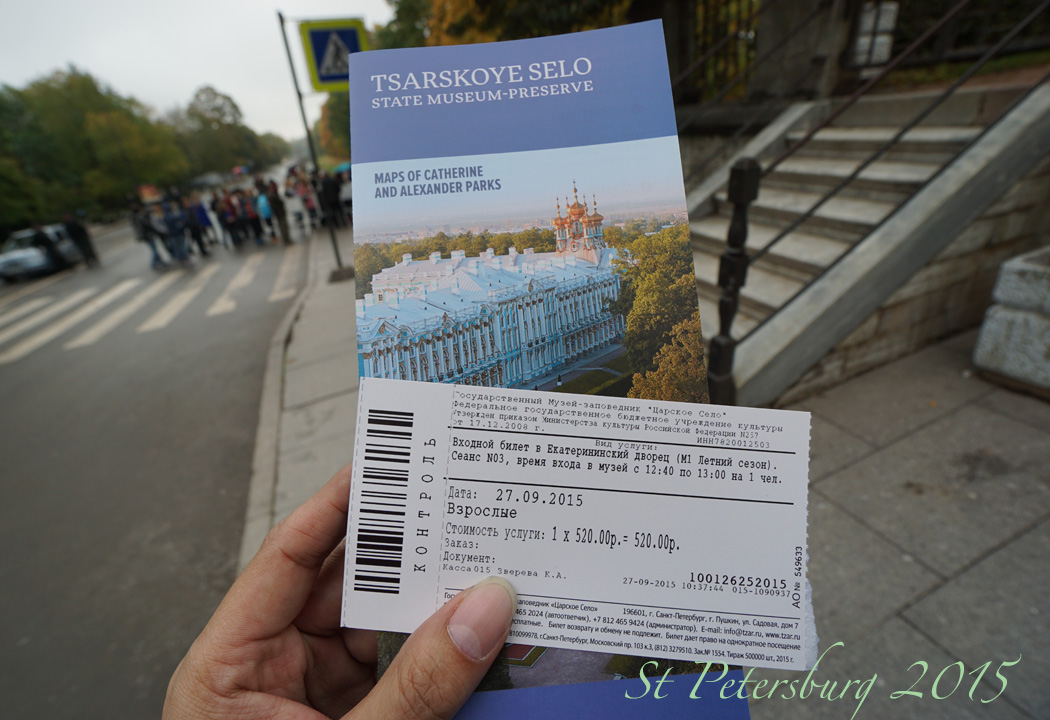 TSARSKOYE SELO
STATE MUSEUM-PRESERVE
MAPS OF CATHERINE
AND ALEXANDER PARKS
КОНТРОЛЬ
Государственный Музей-заповедник "Царское Село"
Федеральное государственное бюджетное учреждение культуры
Утвержден приказом Министерства культуры Российской Федерации N257
от 17.12.2008 г.
ИНН7820012503
Вид услуги:
Входной билет в Екатерининский дворец (М1 Летний сезон).
Сеанс N03, время входа в музей с 12:40 по 13:00 на 1 чел.
Дата: 27.09.2015
Взрослые
Стоимость услуги: 1 x 520.00р.= 520.00р.
Заказ:
Документ:
Касса015 Зверева К.А.
100126252015
27-09-2015 10:37:44 015-1090937
АО№ 549633
заповедник «Царское Село» 196601, г. Санкт-Петербург, г. Пушкин, ул. Садовая, дом 7
465 2024 (автоответчик), +7 812 465 9424 (администратор). E-mail: info@tzar.ru, www.tzar.ru
Билет возврату и обмену не подлежит. Билет дает право на однократное посещение
г.Санкт-Петербург, Московский пр. 103 к.3, (812) 3279510. Зак.№ 1554. Тираж 500000 шт., 2015 г.
St Petersburg 2015